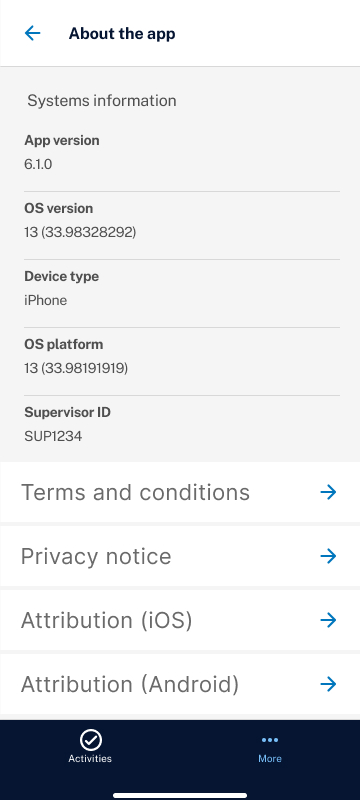 About the app
Systems information
App version
6.1.0
OS version
13 (33.98328292)
Device type
iPhone
OS platform
13 (33.98191919)
Supervisor ID
SUP1234
Terms and conditions
Privacy notice
Attribution (iOS)
Attribution (Android)
Activities
More